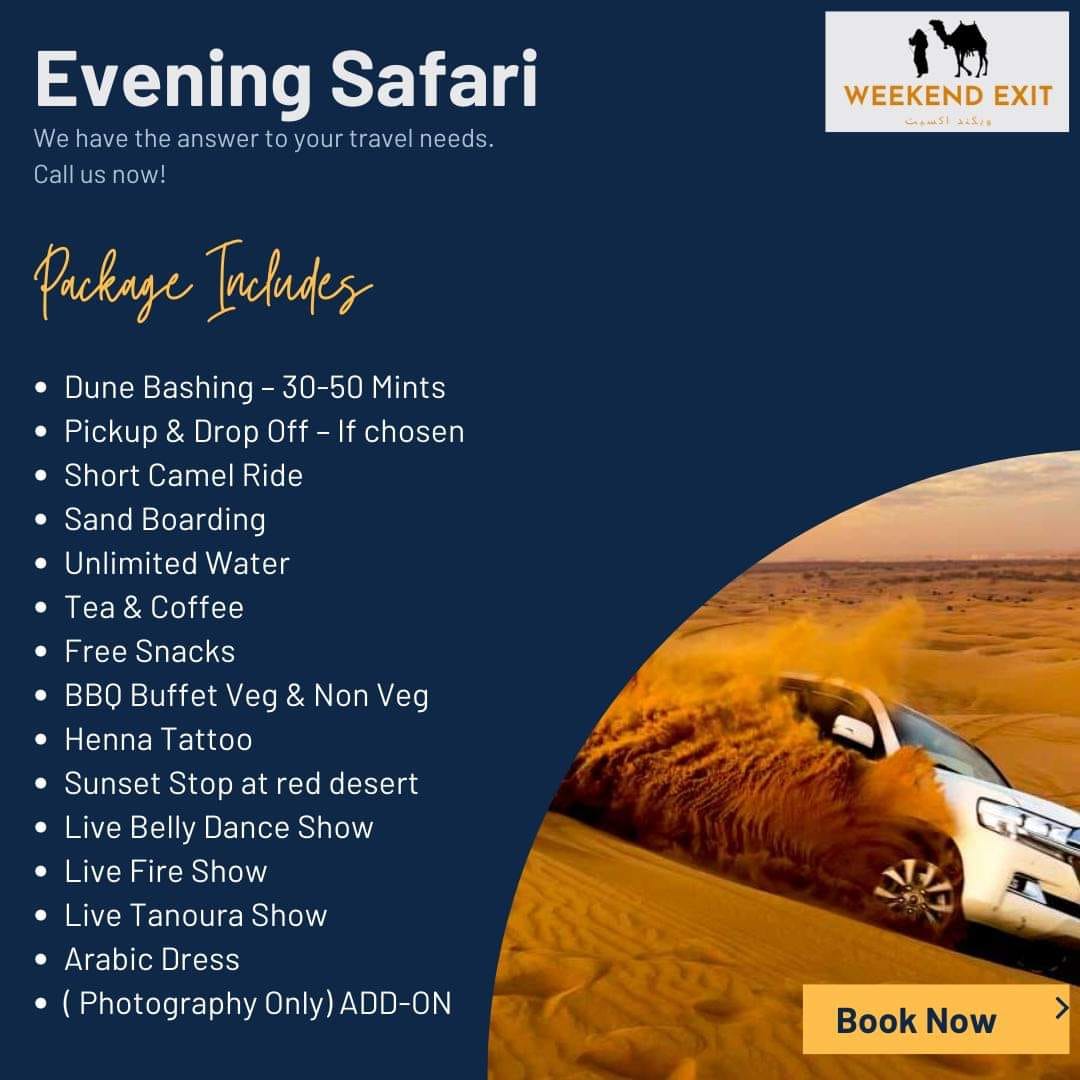 Evening Safari
We have the answer to your travel needs.
Call us now!
WEEKEND EXIT
ويكند اكسيت
Package Includes
• Dune Bashing – 30-50 Mints
• Pickup & Drop Off – If chosen
• Short Camel Ride
• Sand Boarding
• Unlimited Water
• Tea & Coffee
• Free Snacks
• BBQ Buffet Veg & Non Veg
• Henna Tattoo
• Sunset Stop at red desert
• Live Belly Dance Show
• Live Fire Show
• Live Tanoura Show
• Arabic Dress
• ( Photography Only) ADD-ON
Book Now